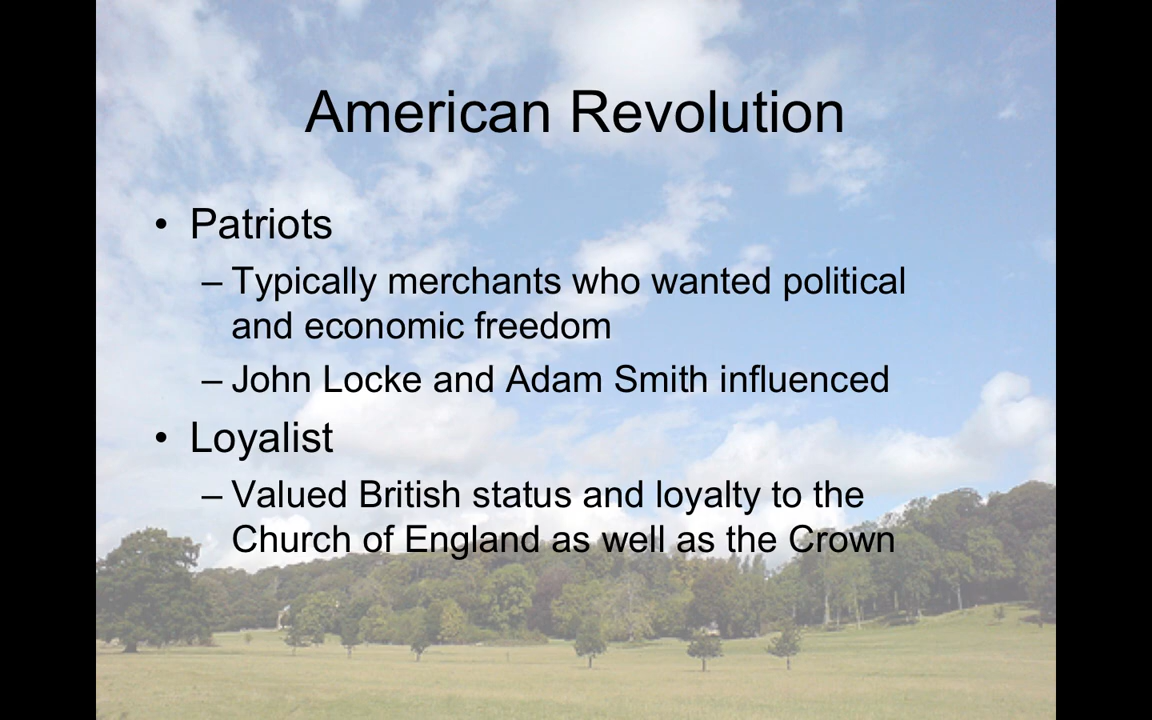 American Revolution
• Patriots
– Typically merchants who wanted political
and economic freedom
– John Locke and Adam Smith influenced
• Loyalist
– Valued British status and loyalty to the
Church of England as well as the Crown